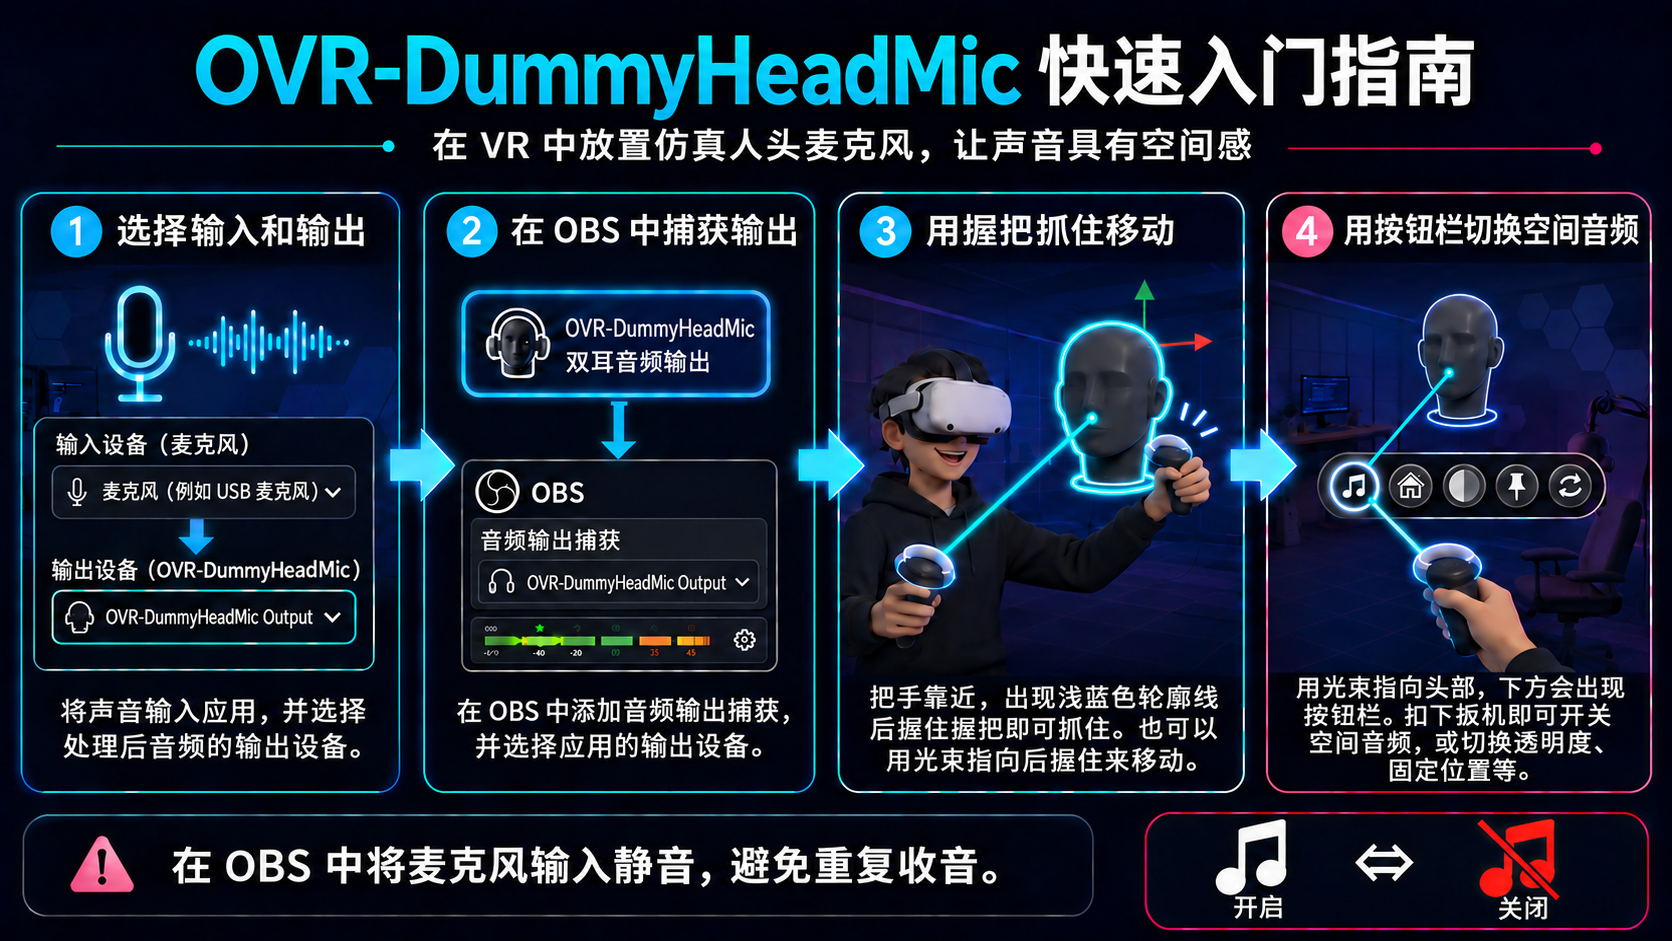 OVR-DummyHeadMic 快速入门指南
在 VR 中放置仿真人头麦克风，让声音具有空间感
1 选择输入和输出
输入设备（麦克风）
麦克风（例如 USB 麦克风）
输出设备（OVR-DummyHeadMic）
OVR-DummyHeadMic Output
将声音输入应用，并选择
处理后音频的输出设备。
2 在 OBS 中捕获输出
OVR-DummyHeadMic
双耳音频输出
OBS
音频输出捕获
OVR-DummyHeadMic Output
-40 -20
在 OBS 中添加音频输出捕获，
并选择应用的输出设备。
3 用握把抓住移动
把手靠近，出现浅蓝色轮廓线
后握住握把即可抓住。也可以
用光束指向后握住来移动。
4 用按钮栏切换空间音频
用光束指向头部，下方会出现
按钮栏。扣下扳机即可开关
空间音频，或切换透明度、
固定位置等。
在 OBS 中将麦克风输入静音，避免重复收音。
开启
关闭